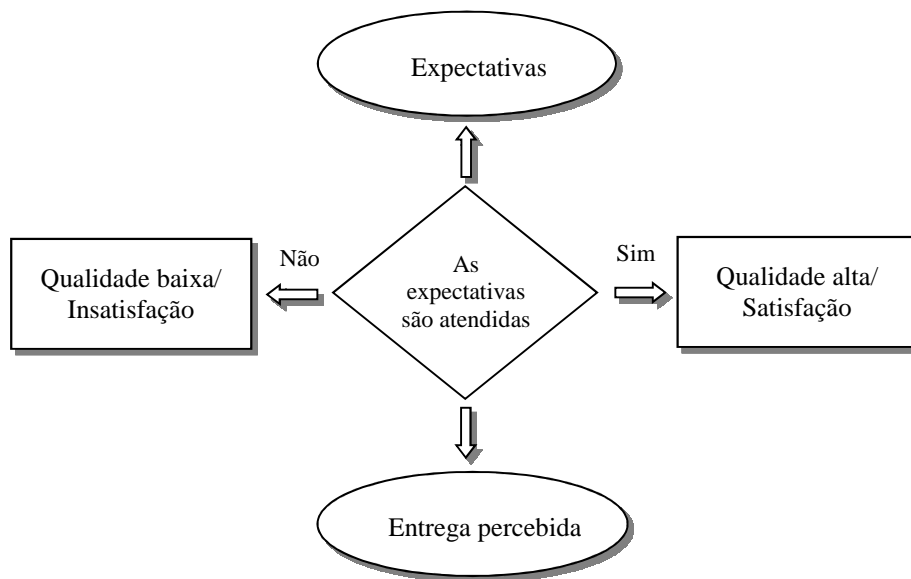 Expectativas
Não
Sim
Qualidade baixa/
Insatisfação
As
expectativas
são atendidas
Qualidade alta/
Satisfação
Entrega percebida